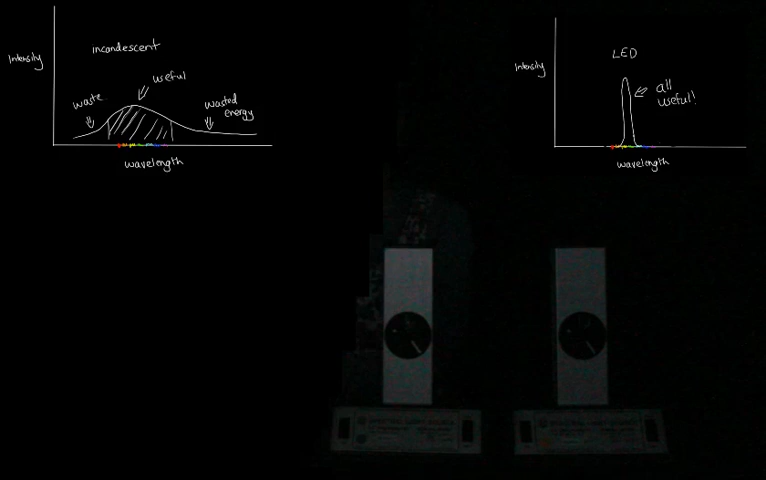 incandescent
Intensity
useful
waste
wasted
energy
wavelength
LED
Intensity
all
useful!
wavelength